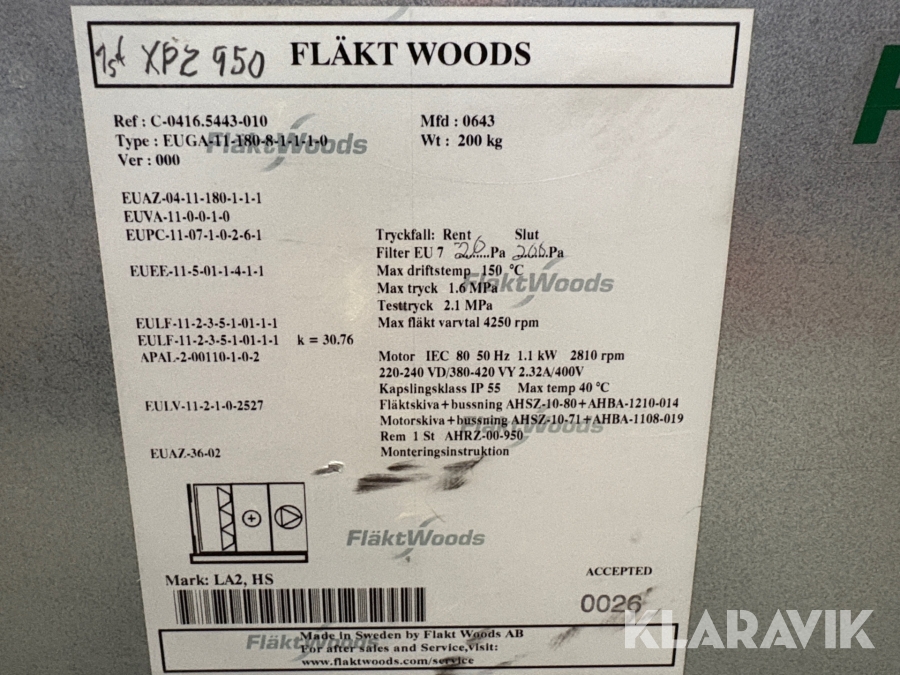 1st XPZ 950 FLÄKT WOODS
Ref : C-0416.5443-010 Mfd : 0643
Type : EUGA-11-180-8-1-1-1-0 Wt : 200 kg
FläktWoods
Ver : 000
EUAZ-04-11-180-1-1-1
EUVA-11-0-0-1-0
EUPC-11-07-1-0-2-6-1 Tryckfall: Rent Slut
Filter EU 7 26 Pa 266 Pa
EUEE-11-5-01-1-4-1-1 Max driftstemp 150 °C
Max tryck 1.6 MPa
FläktWoods
Testtryck 2.1 MPa
EULF-11-2-3-5-1-01-1-1 Max fläkt varvtal 4250 rpm
EULF-11-2-3-5-1-01-1-1 k = 30.76
APAL-2-00110-1-0-2 Motor IEC 80 50 Hz 1.1 kW 2810 rpm
220-240 VD/380-420 VY 2.32A/400V
Kapslingsklass IP 55 Max temp 40 °C
EULV-11-2-1-0-2527 Fläktskiva+bussning AHSZ-10-80+AHBA-1210-014
Motorskiva+bussning AHSZ-10-71+AHBA-1108-019
FläktWoods
Rem 1 St AHRZ-00-950
EUAZ-36-02 Monteringsinstruktion
FläktWoods
Mark: LA2, HS
ACCEPTED
0026
Made in Sweden by Flakt Woods AB
FläktWoods
For after sales and Service,visit:
www.flaktwoods.com/service
KLARAVIK